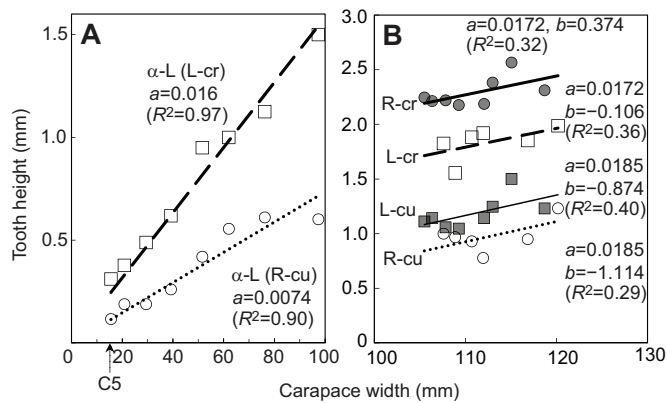 A
1.5
1.0
0.5
α-L (L-cr)
a=0.016
(R2=0.97)
α-L (R-cu)
a=0.0074
(R2=0.90)
0 20 40 60 80 100
C5
Tooth height (mm)
B
3.0
2.5
2.0
1.5
1.0
0.5
0
a=0.0172, b=0.374
(R2=0.32)
R-cr
a=0.0172
b=−0.106
(R2=0.36)
L-cr
a=0.0185
b=−0.874
(R2=0.40)
L-cu
R-cu
a=0.0185
b=−1.114
(R2=0.29)
100 110 120 130
Carapace width (mm)